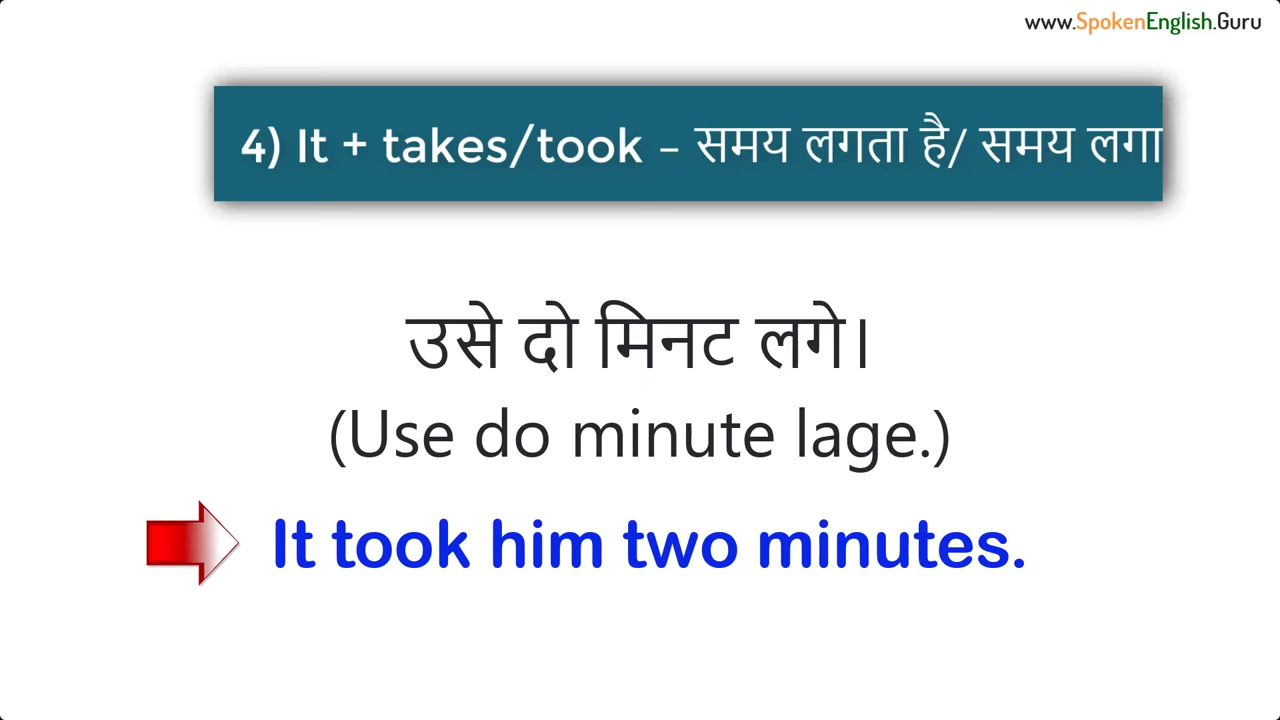 www.SpokenEnglish.Guru
4) It + takes/took – समय लगता है/ समय लगा
उसे दो मिनट लगे।
(Use do minute lage.)
It took him two minutes.